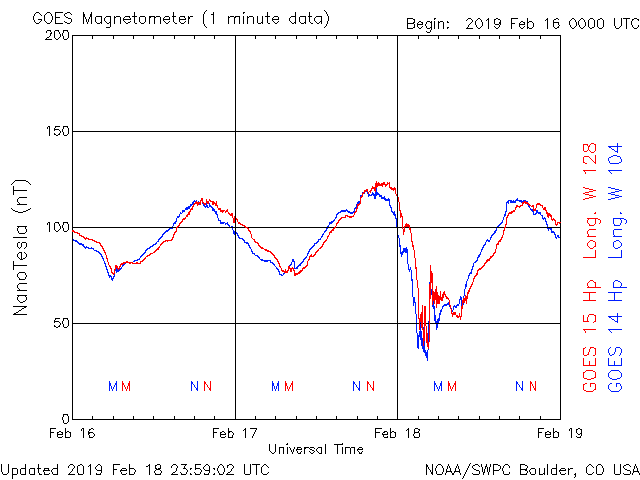 GOES Magnetometer (1 minute data)
Begin: 2019 Feb 16 0000 UTC
200
150
100
50
0
NanoTesla (nT)
M M N N M M N N M M N N
Feb 16 Feb 17 Feb 18 Feb 19
Universal Time
GOES 15 Hp Long. W 128
GOES 14 Hp Long. W 104
Updated 2019 Feb 18 23:59:02 UTC
NOAA/SWPC Boulder, CO USA